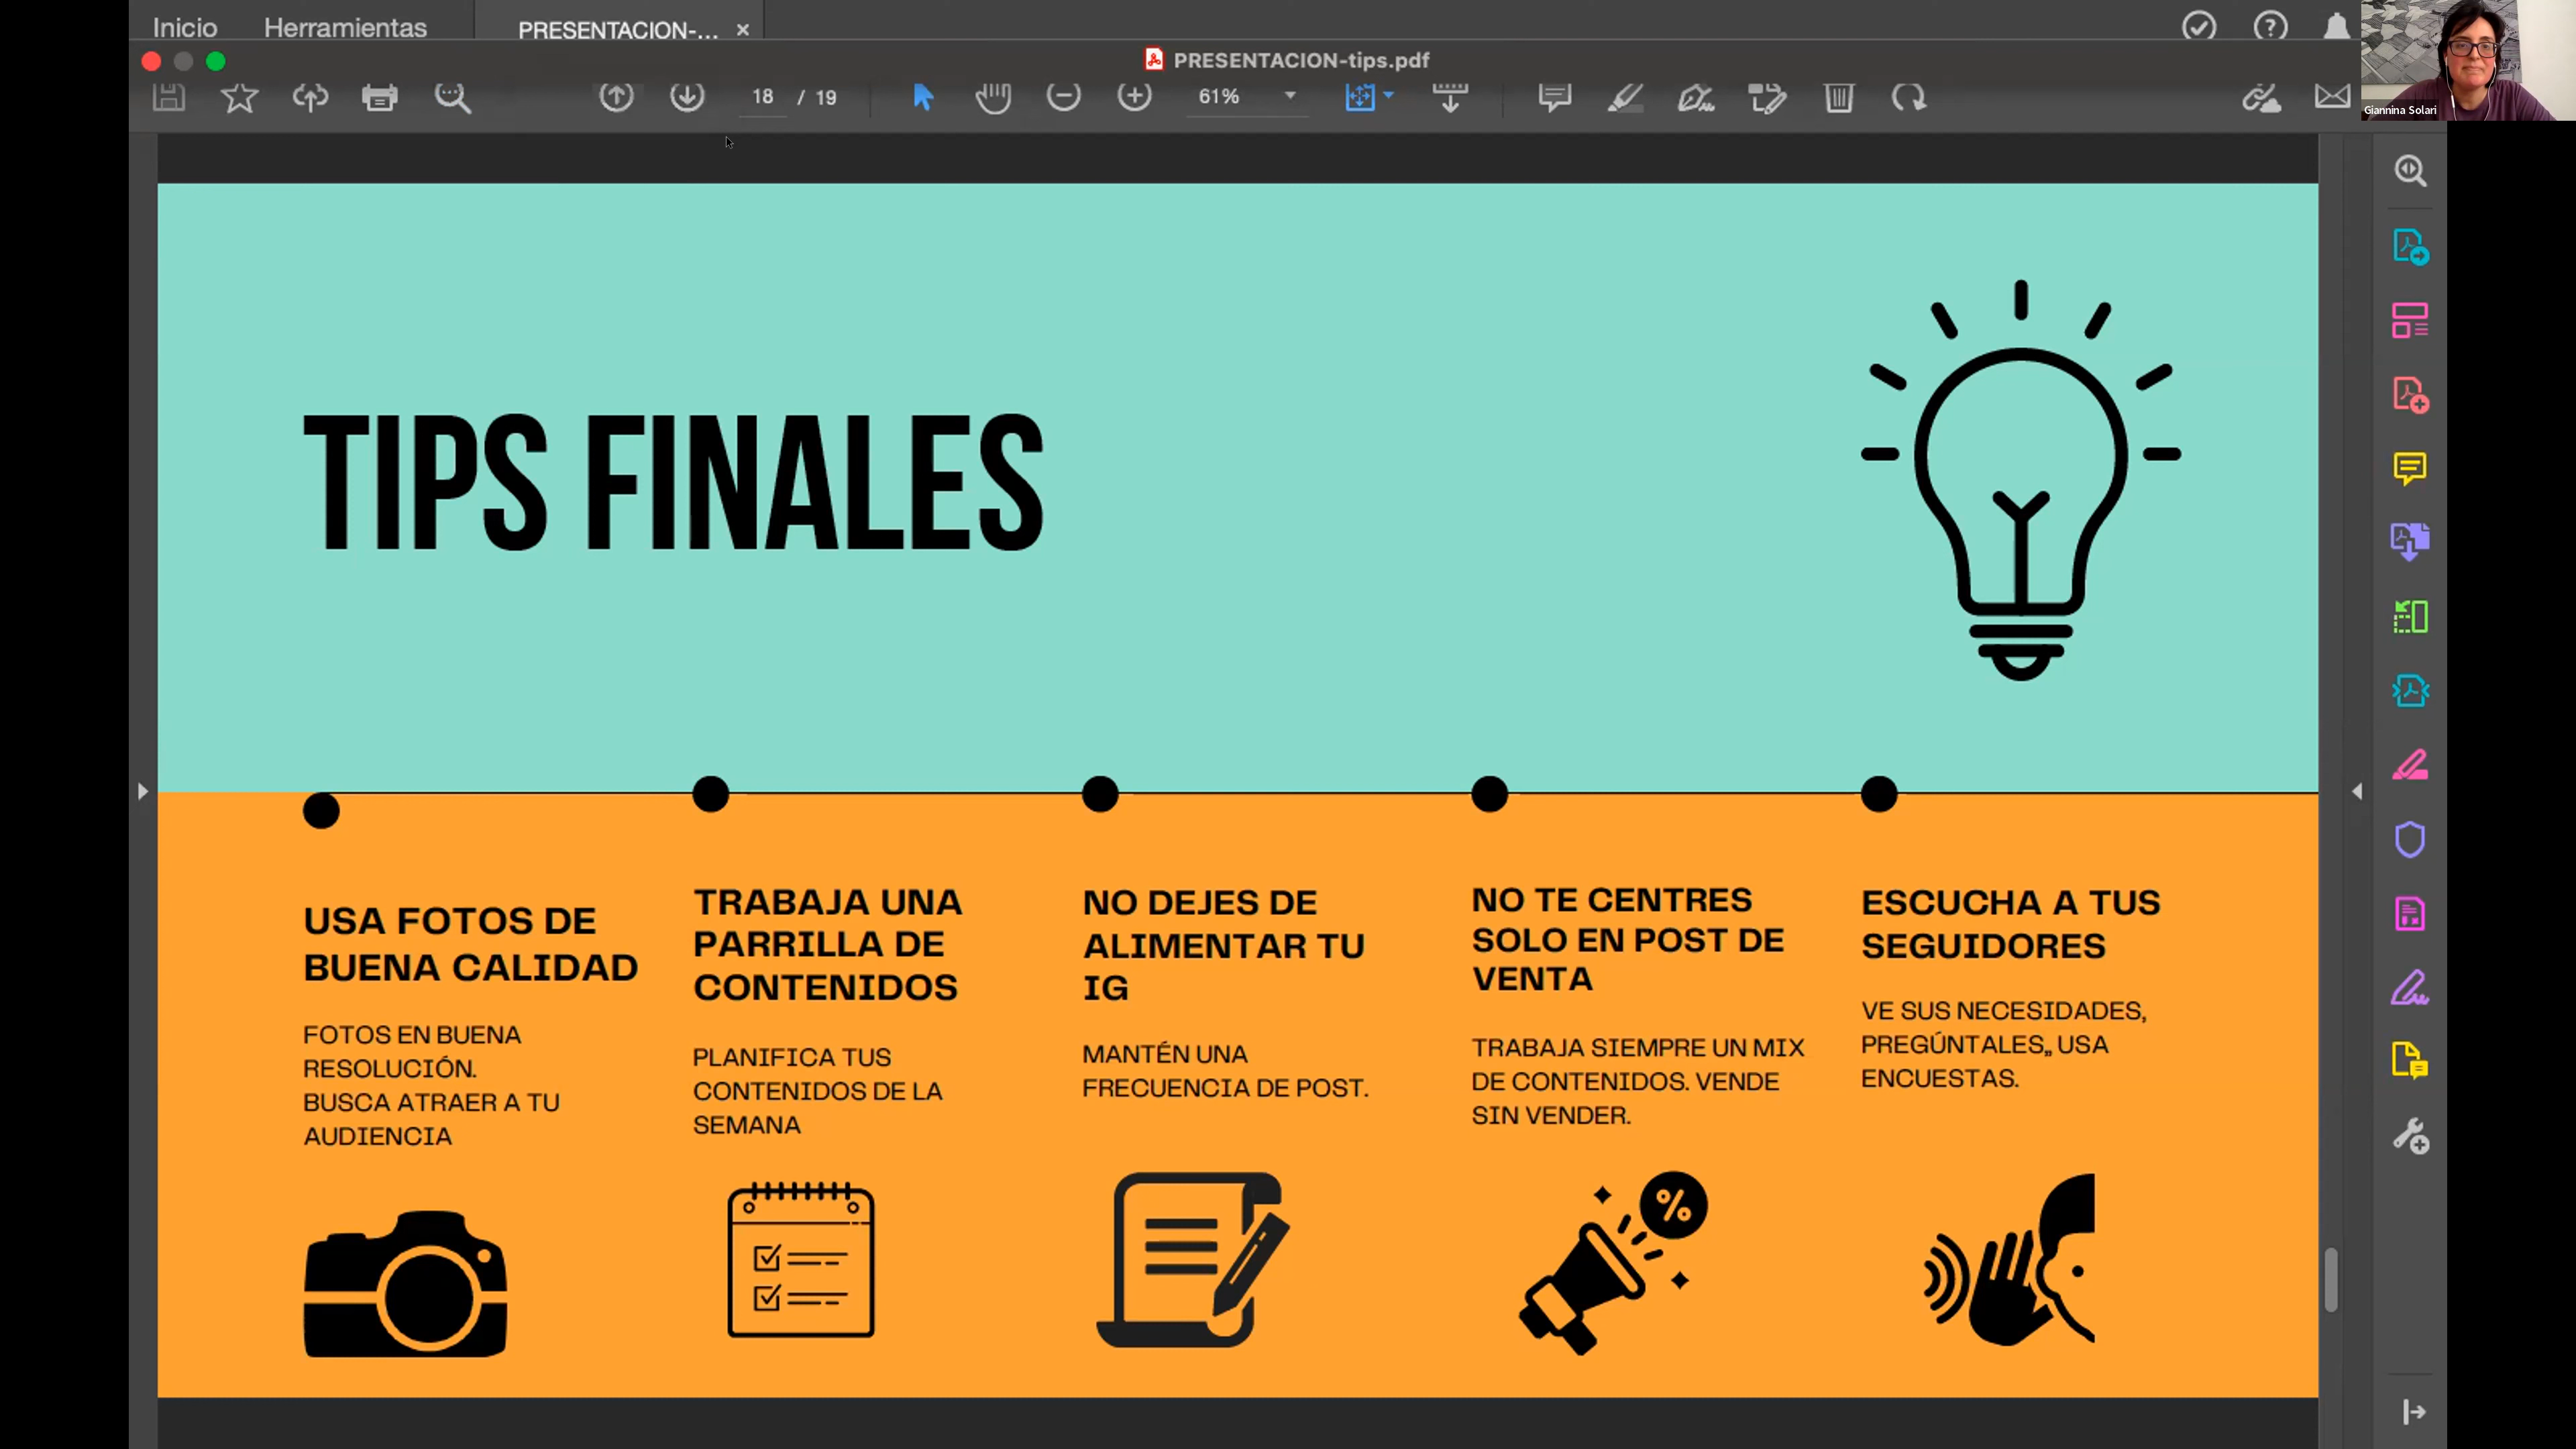 Inicio
Herramientas
PRESENTACION-...
PRESENTACION-tips.pdf
18 / 19
61%
Giannina Solari
TIPS FINALES
USA FOTOS DE
BUENA CALIDAD
FOTOS EN BUENA
RESOLUCIÓN.
BUSCA ATRAER A TU
AUDIENCIA
TRABAJA UNA
PARRILLA DE
CONTENIDOS
PLANIFICA TUS
CONTENIDOS DE LA
SEMANA
NO DEJES DE
ALIMENTAR TU
IG
MANTÉN UNA
FRECUENCIA DE POST.
NO TE CENTRES
SOLO EN POST DE
VENTA
TRABAJA SIEMPRE UN MIX
DE CONTENIDOS. VENDE
SIN VENDER.
%
ESCUCHA A TUS
SEGUIDORES
VE SUS NECESIDADES,
PREGÚNTALES,, USA
ENCUESTAS.